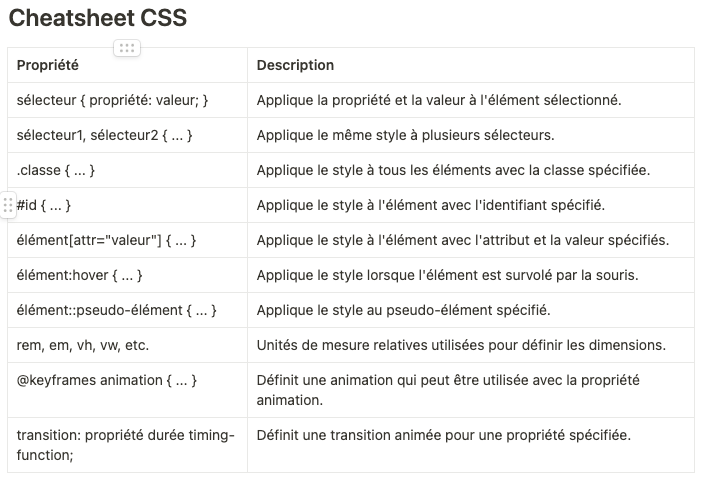 Cheatsheet CSS
Propriété Description
sélecteur { propriété: valeur; } Applique la propriété et la valeur à l'élément sélectionné.
sélecteur1, sélecteur2 { ... } Applique le même style à plusieurs sélecteurs.
.classe { ... } Applique le style à tous les éléments avec la classe spécifiée.
#id { ... } Applique le style à l'élément avec l'identifiant spécifié.
élément[attr="valeur"] { ... } Applique le style à l'élément avec l'attribut et la valeur spécifiés.
élément:hover { ... } Applique le style lorsque l'élément est survolé par la souris.
élément::pseudo-élément { ... } Applique le style au pseudo-élément spécifié.
rem, em, vh, vw, etc. Unités de mesure relatives utilisées pour définir les dimensions.
@keyframes animation { ... } Définit une animation qui peut être utilisée avec la propriété
animation.
transition: propriété durée timing- Définit une transition animée pour une propriété spécifiée.
function;